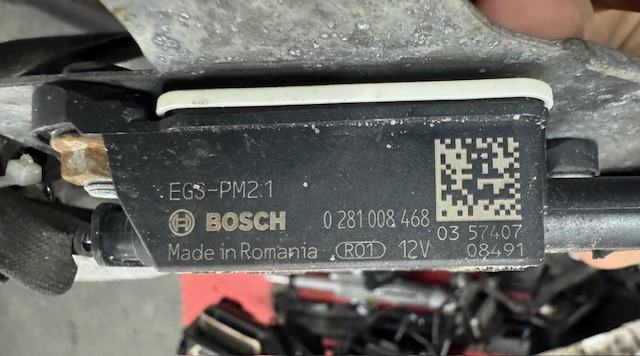 EGS-PM2.1
BOSCH 0 281 008 468 03 57407
Made in Romania R01 12V 08491